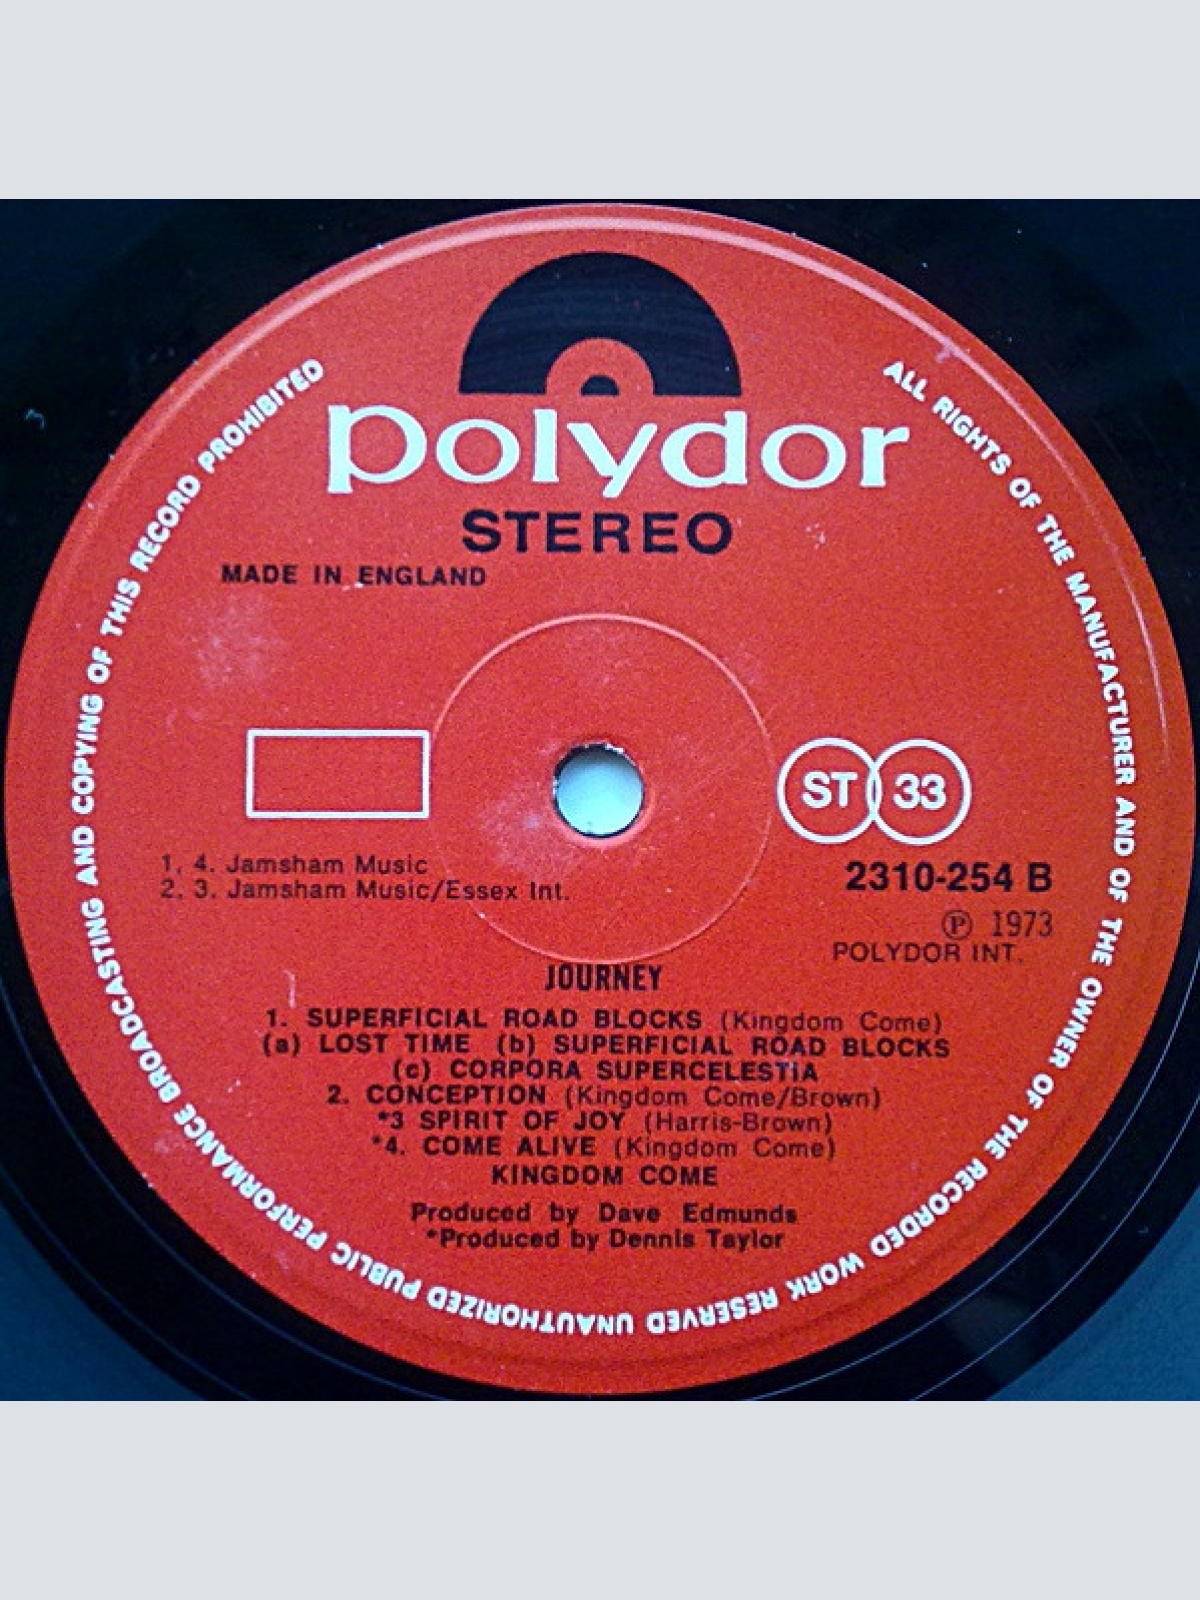 polydor
STEREO
MADE IN ENGLAND
ST 33
1, 4. Jamsham Music
2, 3. Jamsham Music/Essex Int.
2310-254 B
Ⓟ 1973
POLYDOR INT.
JOURNEY
1. SUPERFICIAL ROAD BLOCKS (Kingdom Come)
(a) LOST TIME (b) SUPERFICIAL ROAD BLOCKS
(c) CORPORA SUPERCELESTIA
2. CONCEPTION (Kingdom Come/Brown)
*3 SPIRIT OF JOY (Harris-Brown)
*4. COME ALIVE (Kingdom Come)
KINGDOM COME
Produced by Dave Edmunds
*Produced by Dennis Taylor
ALL RIGHTS OF THE MANUFACTURER AND OF THE OWNER OF THE RECORDED WORK RESERVED UNAUTHORIZED PUBLIC PERFORMANCE BROADCASTING AND COPYING OF THIS RECORD PROHIBITED